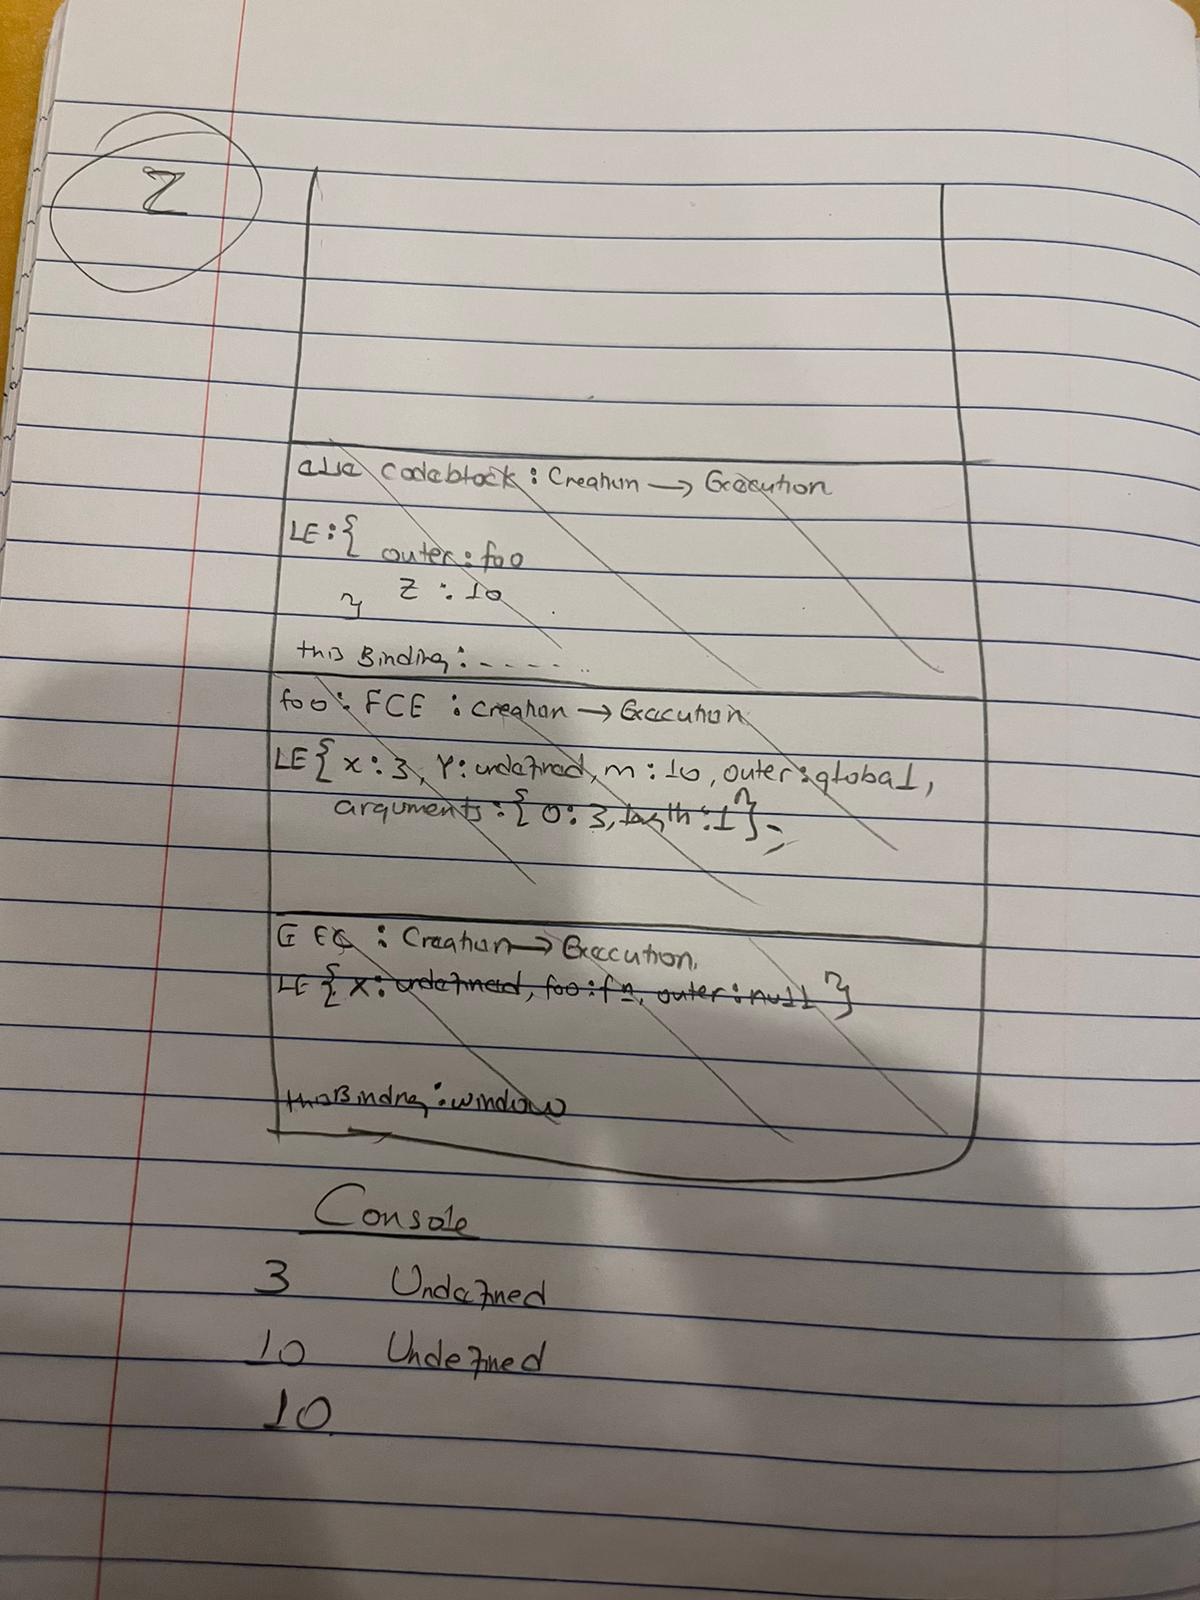 2
else codeblock : Creation → Execution
LE : { outer : foo
z : 10
}
this Binding : - - - - - ..
foo : FCE : Creation → Execution
LE { x : 3, y : undefined, m : 10, outer : global,
arguments : { 0 : 3, length : 1 } };
GEC : Creation → Execution,
LE { x : undefined, foo : fn, outer : null }
thisBinding : window
Console
3 Undefined
10 Undefined
10